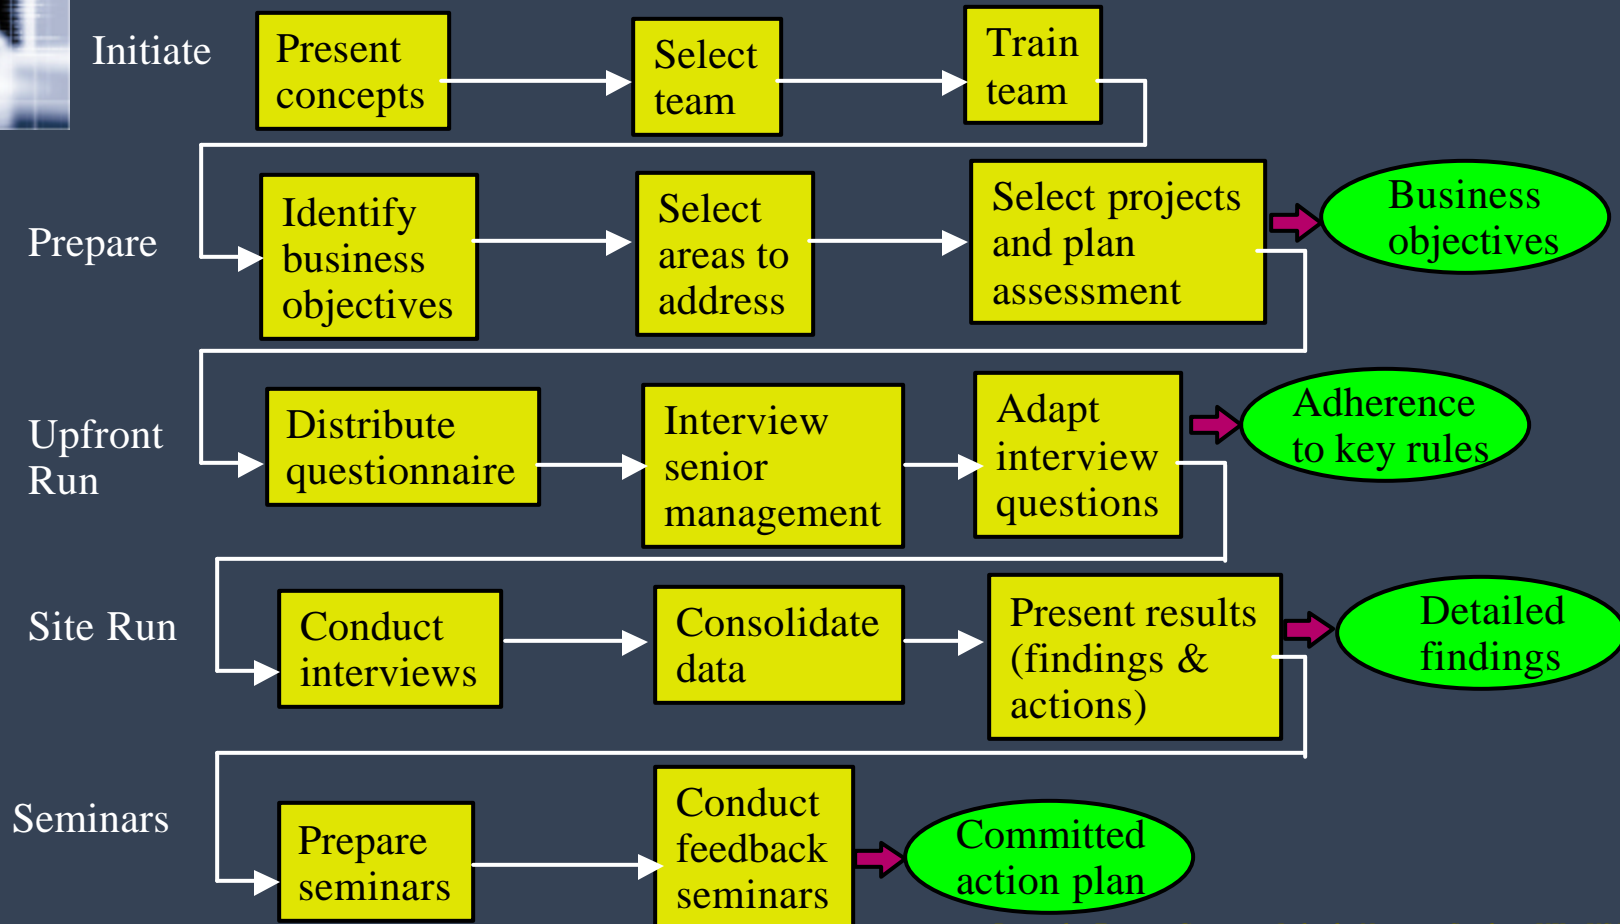 Initiate
Present
concepts
Select
team
Train
team
Prepare
Identify
business
objectives
Select
areas to
address
Select projects
and plan
assessment
Business
objectives
Upfront
Run
Distribute
questionnaire
Interview
senior
management
Adapt
interview
questions
Adherence
to key rules
Site Run
Conduct
interviews
Consolidate
data
Present results
(findings &
actions)
Detailed
findings
Seminars
Prepare
seminars
Conduct
feedback
seminars
Committed
action plan